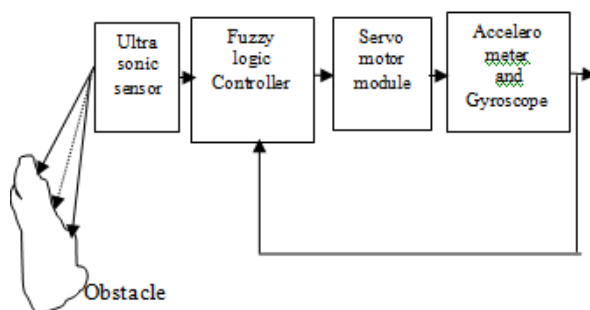 Ultra
sonic
sensor
Fuzzy
logic
Controller
Servo
motor
module
Accelero
meter
and
Gyroscope
Obstacle